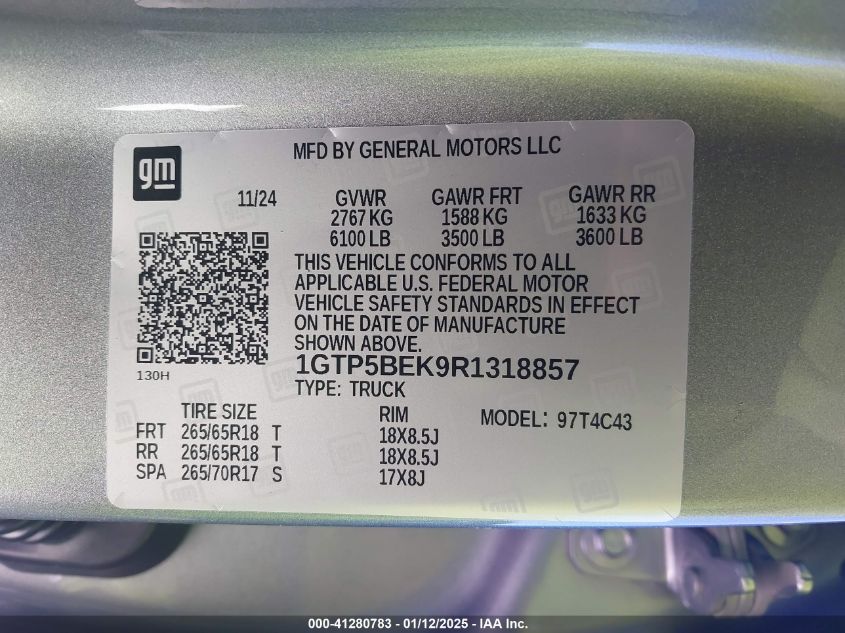 gm
MFD BY GENERAL MOTORS LLC
11/24 GVWR GAWR FRT GAWR RR
2767 KG 1588 KG 1633 KG
6100 LB 3500 LB 3600 LB
THIS VEHICLE CONFORMS TO ALL
APPLICABLE U.S. FEDERAL MOTOR
VEHICLE SAFETY STANDARDS IN EFFECT
ON THE DATE OF MANUFACTURE
SHOWN ABOVE.
1GTP5BEK9R1318857
130H
TYPE: TRUCK
TIRE SIZE RIM MODEL: 97T4C43
FRT 265/65R18 T 18X8.5J
RR 265/65R18 T 18X8.5J
SPA 265/70R17 S 17X8J
000-41280783 - 01/12/2025 - IAA Inc.